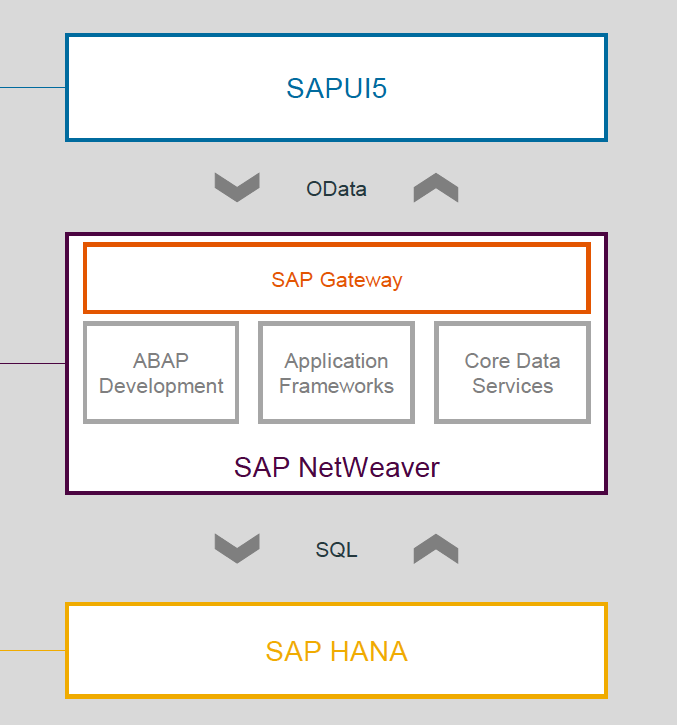 SAPUI5
OData
SAP Gateway
ABAP
Development
Application
Frameworks
Core Data
Services
SAP NetWeaver
SQL
SAP HANA